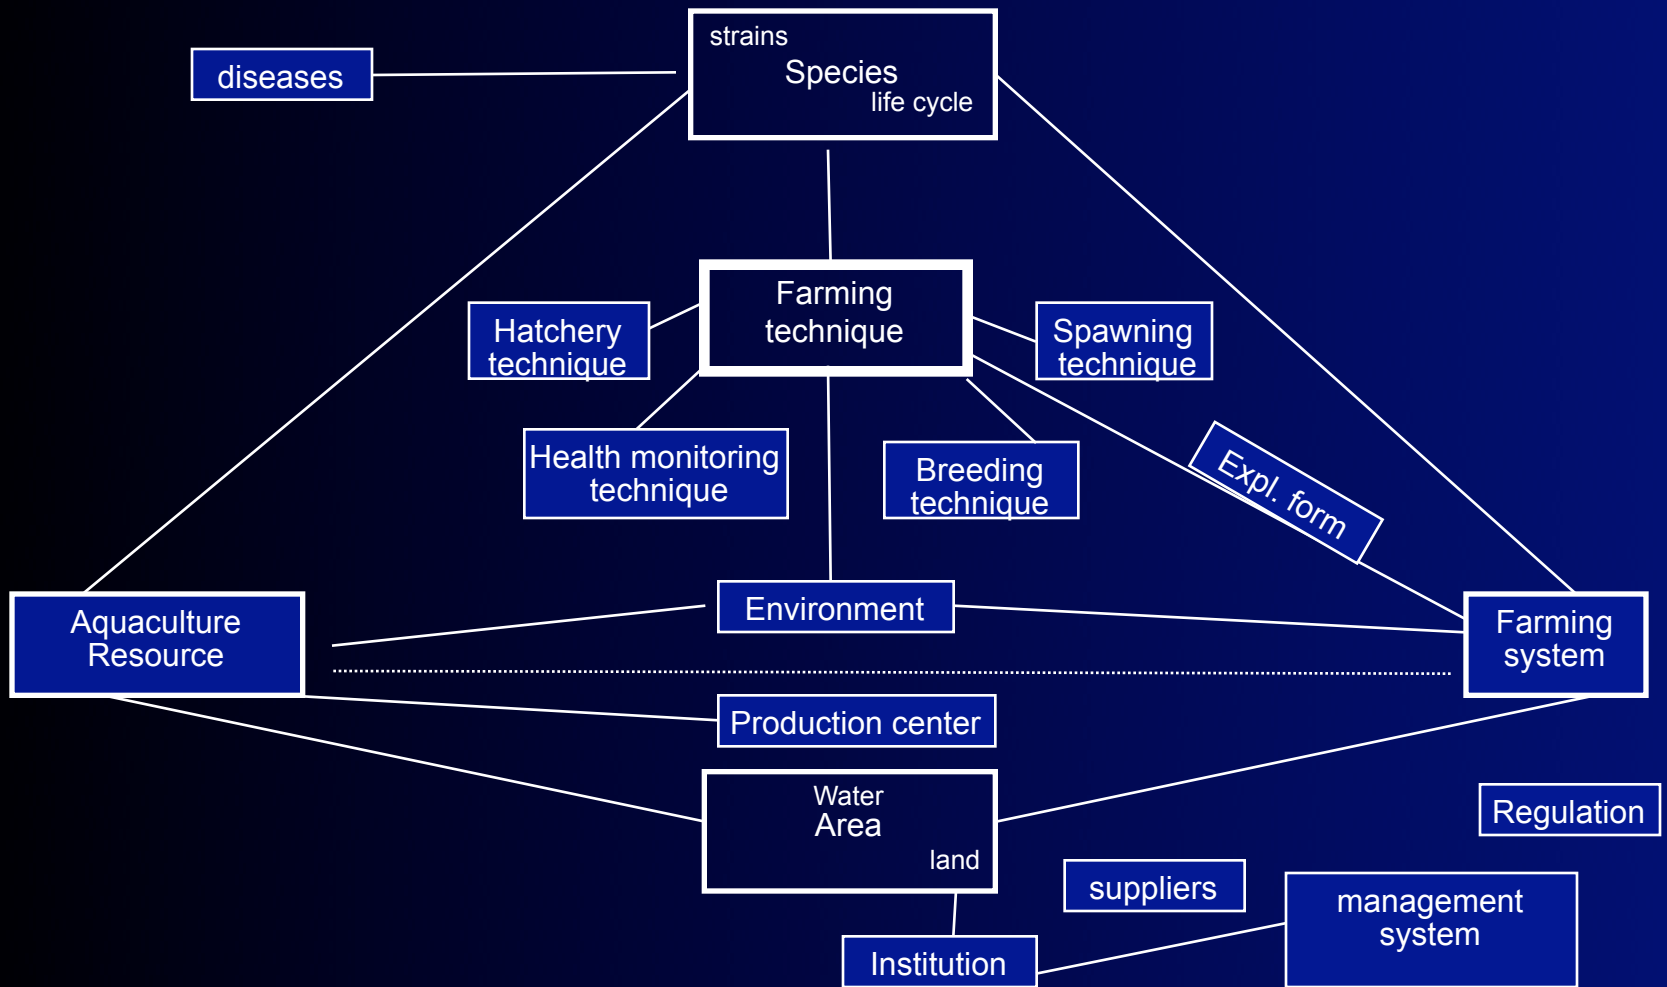 strains
Species
life cycle
diseases
Farming
technique
Hatchery
technique
Spawning
technique
Health monitoring
technique
Breeding
technique
Expl. form
Environment
Aquaculture
Resource
Farming
system
Production center
Water
Area
land
Regulation
suppliers
management
system
Institution